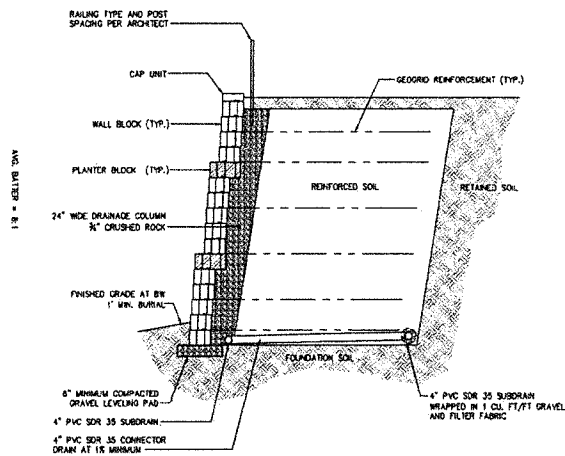 RAILING TYPE AND POST
SPACING PER ARCHITECT
CAP UNIT
GEOGRID REINFORCEMENT (TYP.)
WALL BLOCK (TYP.)
PLANTER BLOCK (TYP.)
REINFORCED SOIL
RETAINED SOIL
AVG. BATTER = 8:1
24" WIDE DRAINAGE COLUMN
¾" CRUSHED ROCK
FINISHED GRADE AT BW
1' MIN. BURIAL
FOUNDATION SOIL
6" MINIMUM COMPACTED
GRAVEL LEVELING PAD
4" PVC SDR 35 SUBDRAIN
4" PVC SDR 35 CONNECTOR
DRAIN AT 1% MINIMUM
4" PVC SDR 35 SUBDRAIN
WRAPPED IN 1 CU. FT/FT GRAVEL
AND FILTER FABRIC